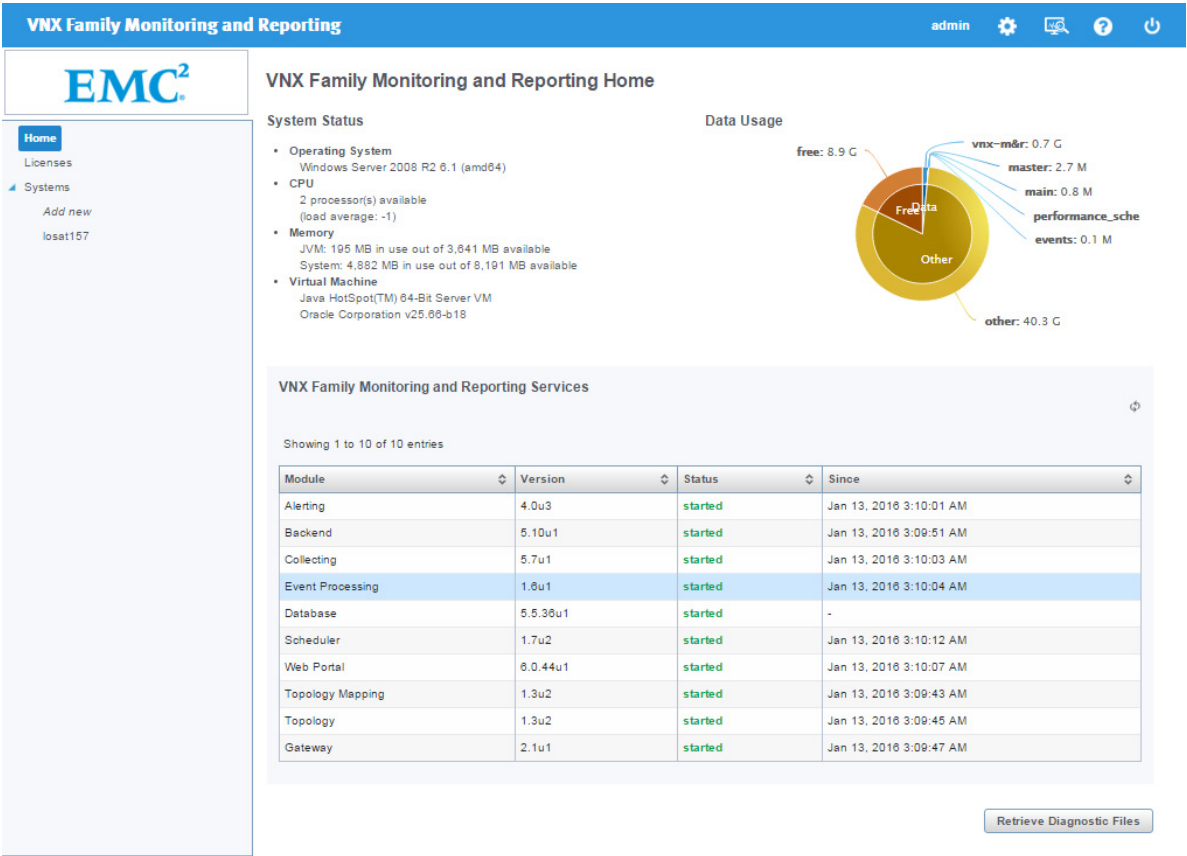 VNX Family Monitoring and Reporting
admin
EMC²
Home
Licenses
Systems
Add new
losat157
VNX Family Monitoring and Reporting Home
System Status
• Operating System
Windows Server 2008 R2 6.1 (amd64)
• CPU
2 processor(s) available
(load average: -1)
• Memory
JVM: 195 MB in use out of 3,641 MB available
System: 4,882 MB in use out of 8,191 MB available
• Virtual Machine
Java HotSpot(TM) 64-Bit Server VM
Oracle Corporation v25.66-b18
Data Usage
free: 8.9 G
vnx-m&r: 0.7 G
master: 2.7 M
main: 0.8 M
performance_sche
events: 0.1 M
Free
Data
Other
other: 40.3 G
VNX Family Monitoring and Reporting Services
Showing 1 to 10 of 10 entries
Module Version Status Since
Alerting 4.0u3 started Jan 13, 2016 3:10:01 AM
Backend 5.10u1 started Jan 13, 2016 3:09:51 AM
Collecting 5.7u1 started Jan 13, 2016 3:10:03 AM
Event Processing 1.6u1 started Jan 13, 2016 3:10:04 AM
Database 5.5.36u1 started -
Scheduler 1.7u2 started Jan 13, 2016 3:10:12 AM
Web Portal 6.0.44u1 started Jan 13, 2016 3:10:07 AM
Topology Mapping 1.3u2 started Jan 13, 2016 3:09:43 AM
Topology 1.3u2 started Jan 13, 2016 3:09:45 AM
Gateway 2.1u1 started Jan 13, 2016 3:09:47 AM
Retrieve Diagnostic Files